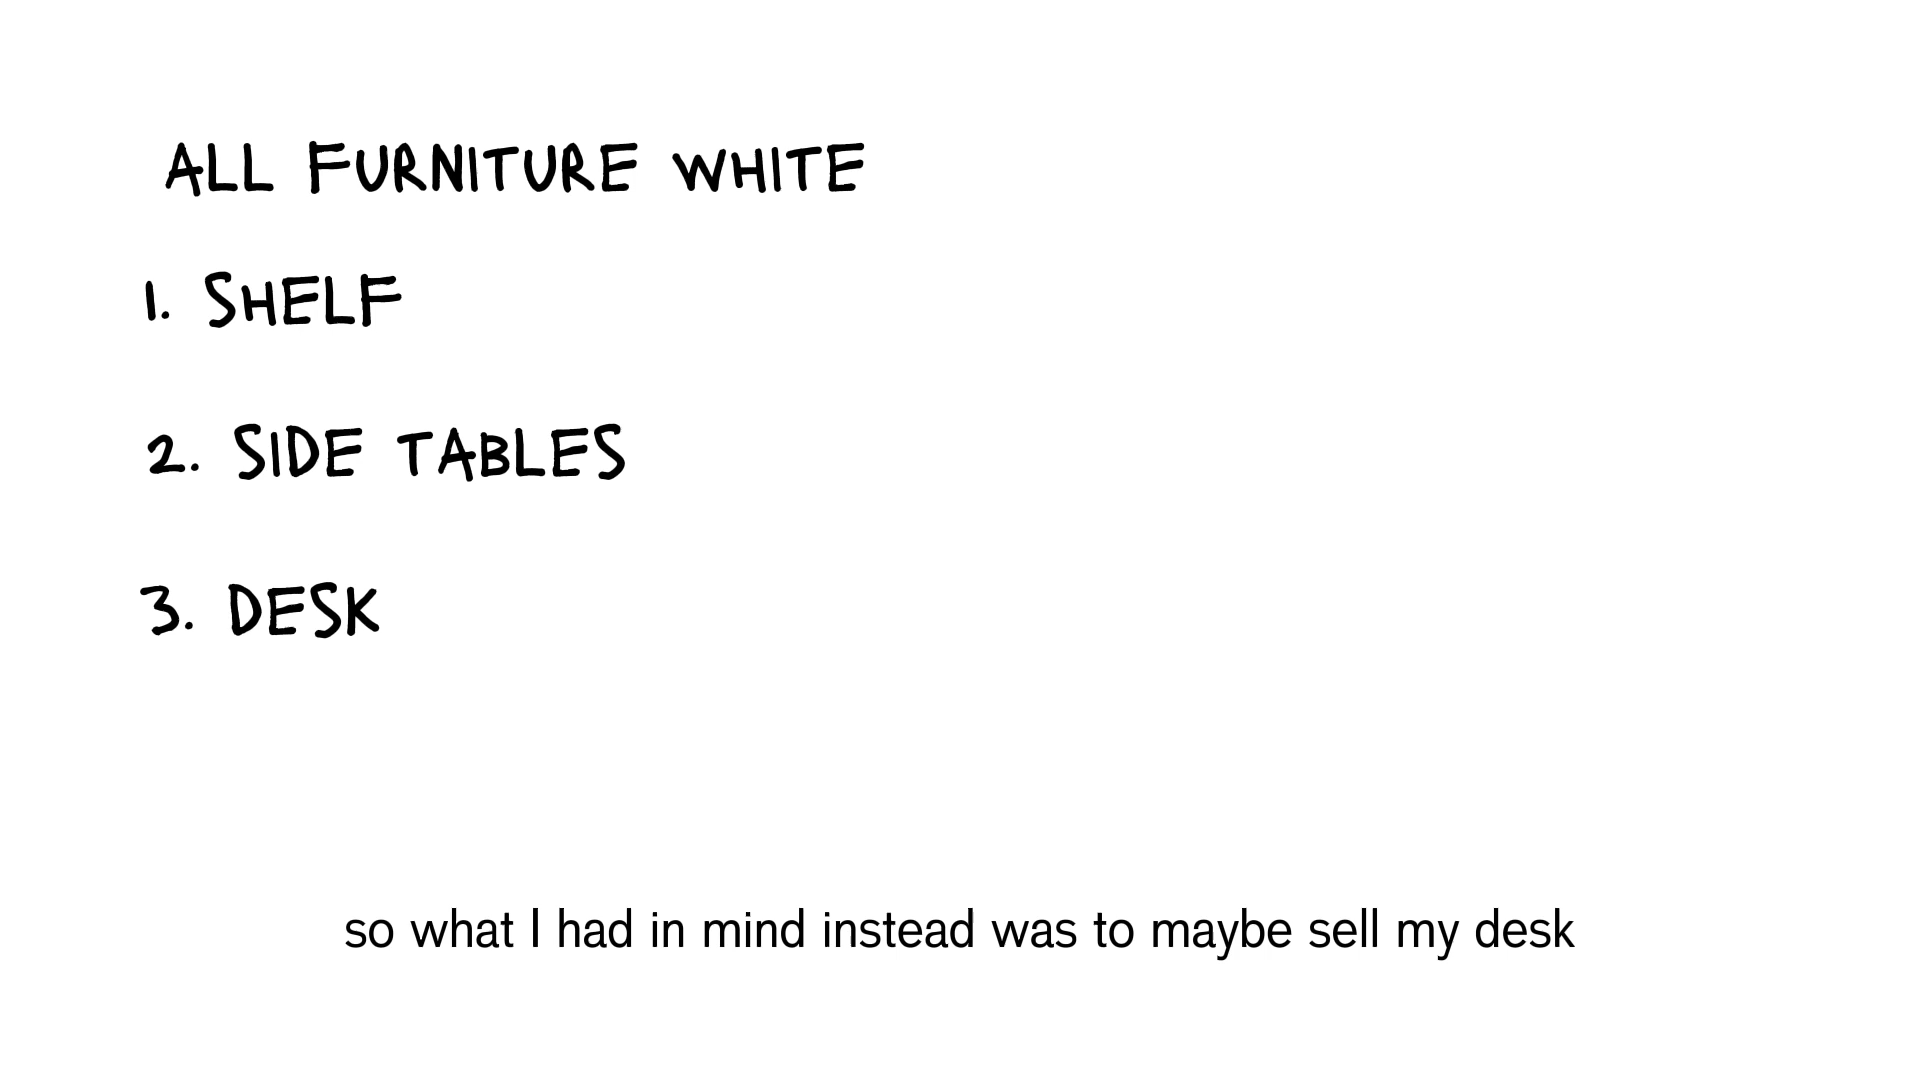 ALL FURNITURE WHITE
1. SHELF
2. SIDE TABLES
3. DESK
so what I had in mind instead was to maybe sell my desk